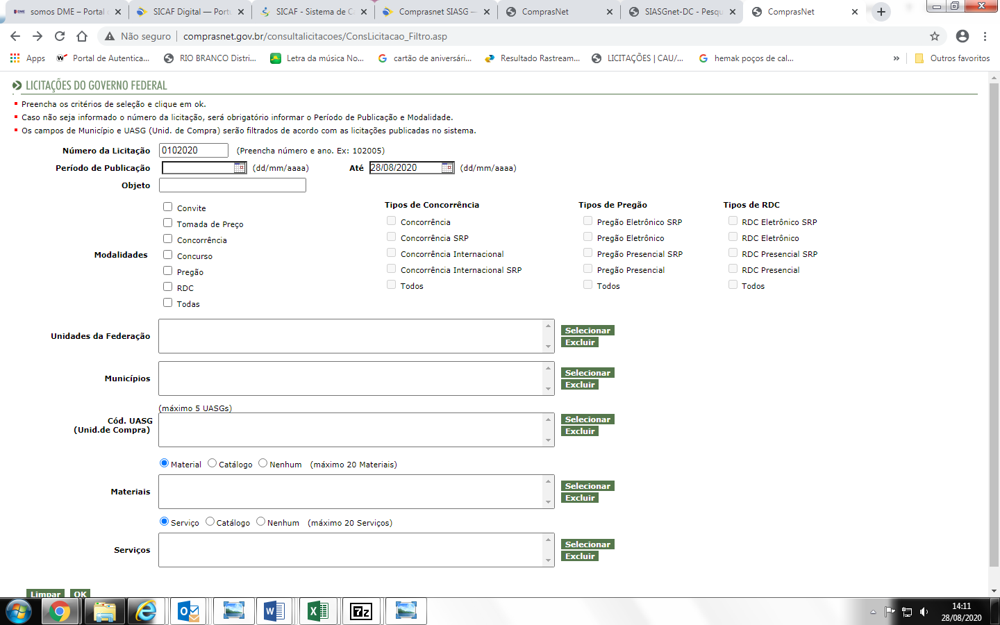 somos DME – Portal
SICAF Digital — Port
SICAF - Sistema de C
Comprasnet SIASG —
ComprasNet
SIASGnet-DC - Pesqu
ComprasNet
Não seguro
comprasnet.gov.br/consultalicitacoes/ConsLicitacao_Filtro.asp
Apps
Portal de Autentica...
RIO BRANCO Distri...
Letra da música No...
cartão de aniversári...
Resultado Rastream...
LICITAÇÕES | CAU/...
hemak poços de cal...
»
Outros favoritos
LICITAÇÕES DO GOVERNO FEDERAL
Preencha os critérios de seleção e clique em ok.
Caso não seja informado o número da licitação, será obrigatório informar o Período de Publicação e Modalidade.
Os campos de Município e UASG (Unid. de Compra) serão filtrados de acordo com as licitações publicadas no sistema.
Número da Licitação 0102020 (Preencha número e ano. Ex: 102005)
Período de Publicação (dd/mm/aaaa) Até 28/08/2020 (dd/mm/aaaa)
Objeto
Modalidades
Convite
Tomada de Preço
Concorrência
Concurso
Pregão
RDC
Todas
Tipos de Concorrência
Concorrência
Concorrência SRP
Concorrência Internacional
Concorrência Internacional SRP
Todos
Tipos de Pregão
Pregão Eletrônico SRP
Pregão Eletrônico
Pregão Presencial SRP
Pregão Presencial
Todos
Tipos de RDC
RDC Eletrônico SRP
RDC Eletrônico
RDC Presencial SRP
RDC Presencial
Todos
Unidades da Federação
Selecionar
Excluir
Municípios
Selecionar
Excluir
(máximo 5 UASGs)
Cód. UASG
(Unid.de Compra)
Selecionar
Excluir
Material Catálogo Nenhum (máximo 20 Materiais)
Materiais
Selecionar
Excluir
Serviço Catálogo Nenhum (máximo 20 Serviços)
Serviços
Selecionar
Excluir
Limpar OK
14:11
28/08/2020